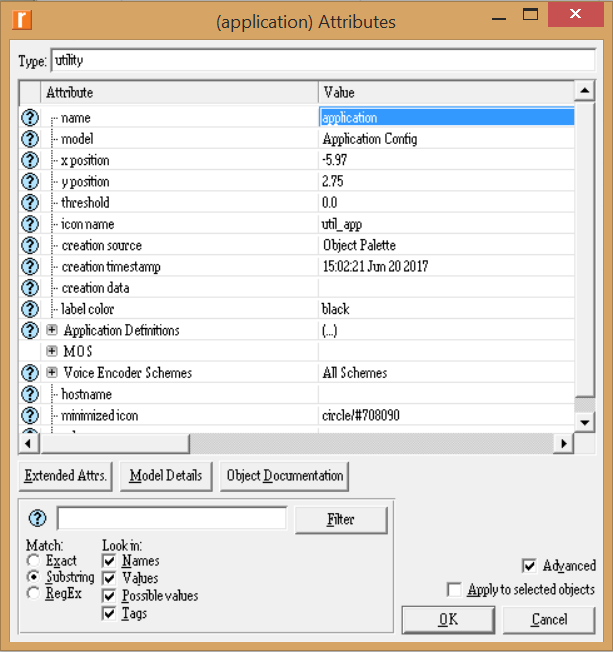 r (application) Attributes
Type: utility
Attribute Value
name application
model Application Config
x position -5.97
y position 2.75
threshold 0.0
icon name util_app
creation source Object Palette
creation timestamp 15:02:21 Jun 20 2017
creation data
label color black
Application Definitions (...)
MOS
Voice Encoder Schemes All Schemes
hostname
minimized icon circle/#708090
Extended Attrs. Model Details Object Documentation
Filter
Match: Look in:
Exact Names
Substring Values
RegEx Possible values
Tags
Advanced
Apply to selected objects
OK Cancel